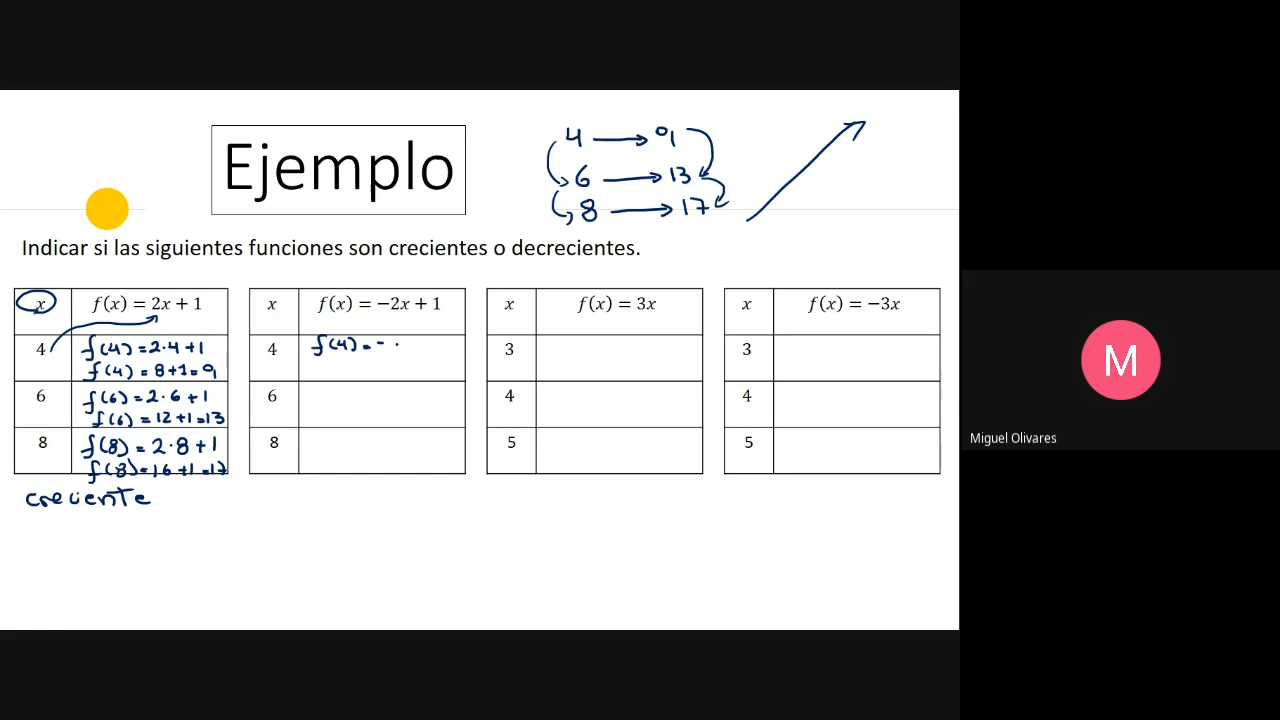 Ejemplo
4 → 9
6 → 13
8 → 17
Indicar si las siguientes funciones son crecientes o decrecientes.
x f(x) = 2x + 1
4 f(4) = 2·4+1
f(4) = 8+1=9
6 f(6) = 2·6+1
f(6) = 12+1=13
8 f(8) = 2·8+1
f(8)=16+1=17
creciente
x f(x) = −2x + 1
4 f(4) = -
6
8
x f(x) = 3x
3
4
5
x f(x) = −3x
3
4
5
M
Miguel Olivares